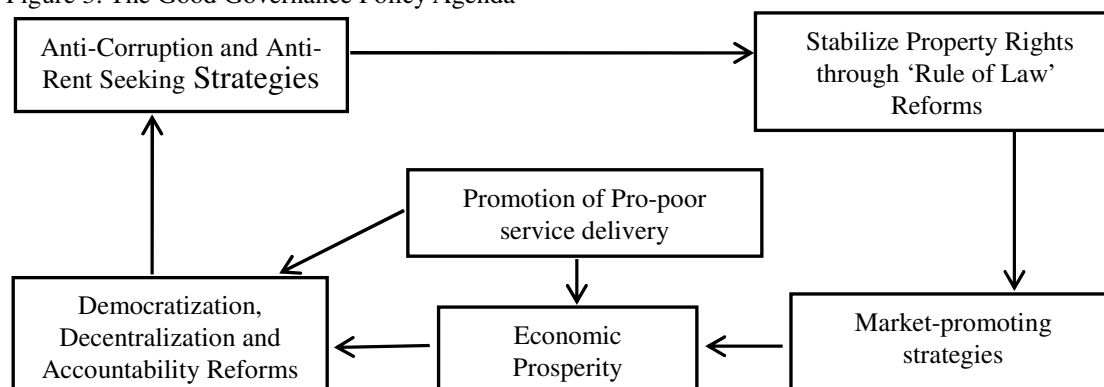 Figure 3: The Good Governance Policy Agenda
Anti-Corruption and Anti-
Rent Seeking Strategies
Stabilize Property Rights
through ‘Rule of Law’
Reforms
Promotion of Pro-poor
service delivery
Democratization,
Decentralization and
Accountability Reforms
Economic
Prosperity
Market-promoting
strategies